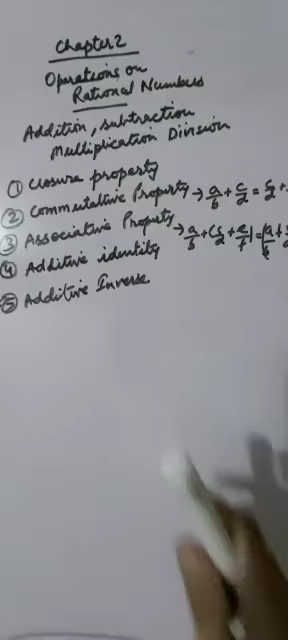 Chapter 2
Operations on
Rational Numbers
Addition, subtraction
Multiplication Division
① Closure property
② Commutative Property → a/b + c/d = c/d +
③ Associative Property → a/b + (c/d + e/f) = (a/b +
④ Additive identity
⑤ Additive Inverse